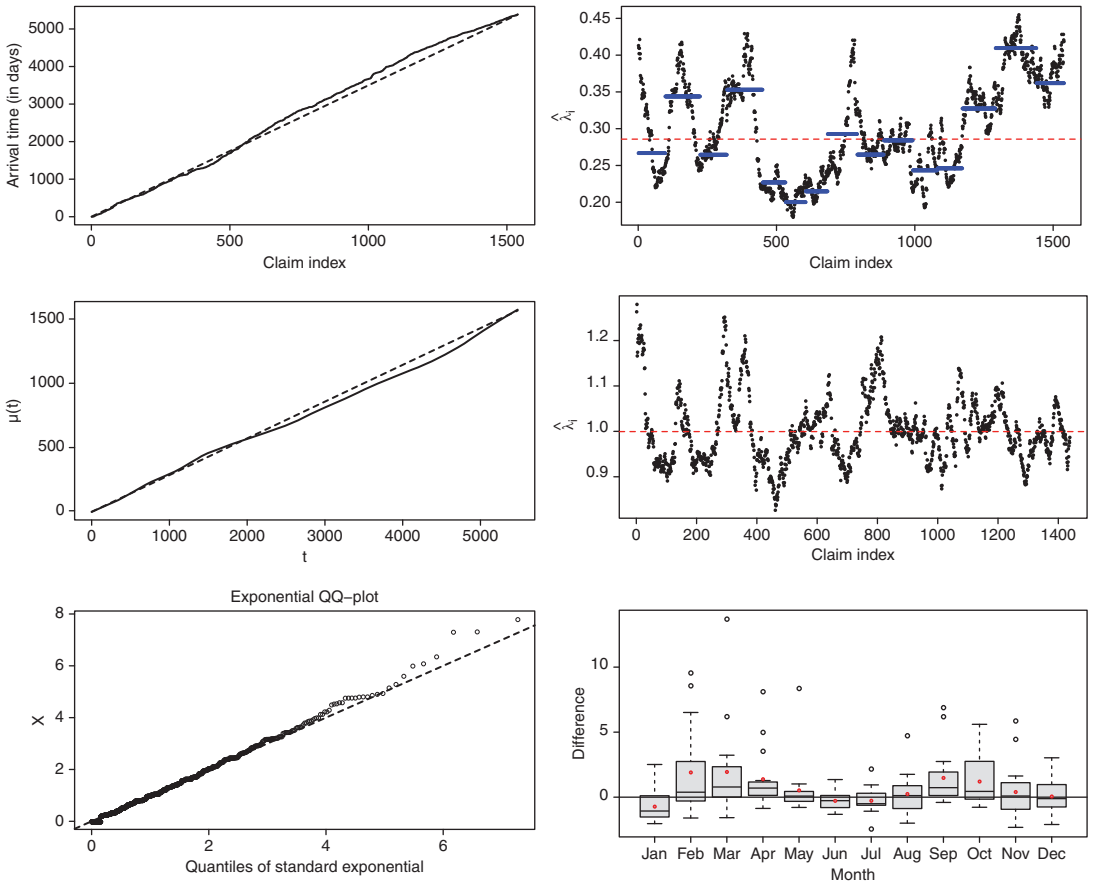 Arrival time (in days)
5000
4000
3000
2000
1000
0
0 500 1000 1500
Claim index
λ̂i
0.45
0.40
0.35
0.30
0.25
0.20
0 500 1000 1500
Claim index
μ(t)
1500
1000
500
0
0 1000 2000 3000 4000 5000
t
λ̂i
1.2
1.1
1.0
0.9
0 200 400 600 800 1000 1200 1400
Claim index
Exponential QQ–plot
X
8
6
4
2
0
0 2 4 6
Quantiles of standard exponential
Difference
10
5
0
Jan Feb Mar Apr May Jun Jul Aug Sep Oct Nov Dec
Month